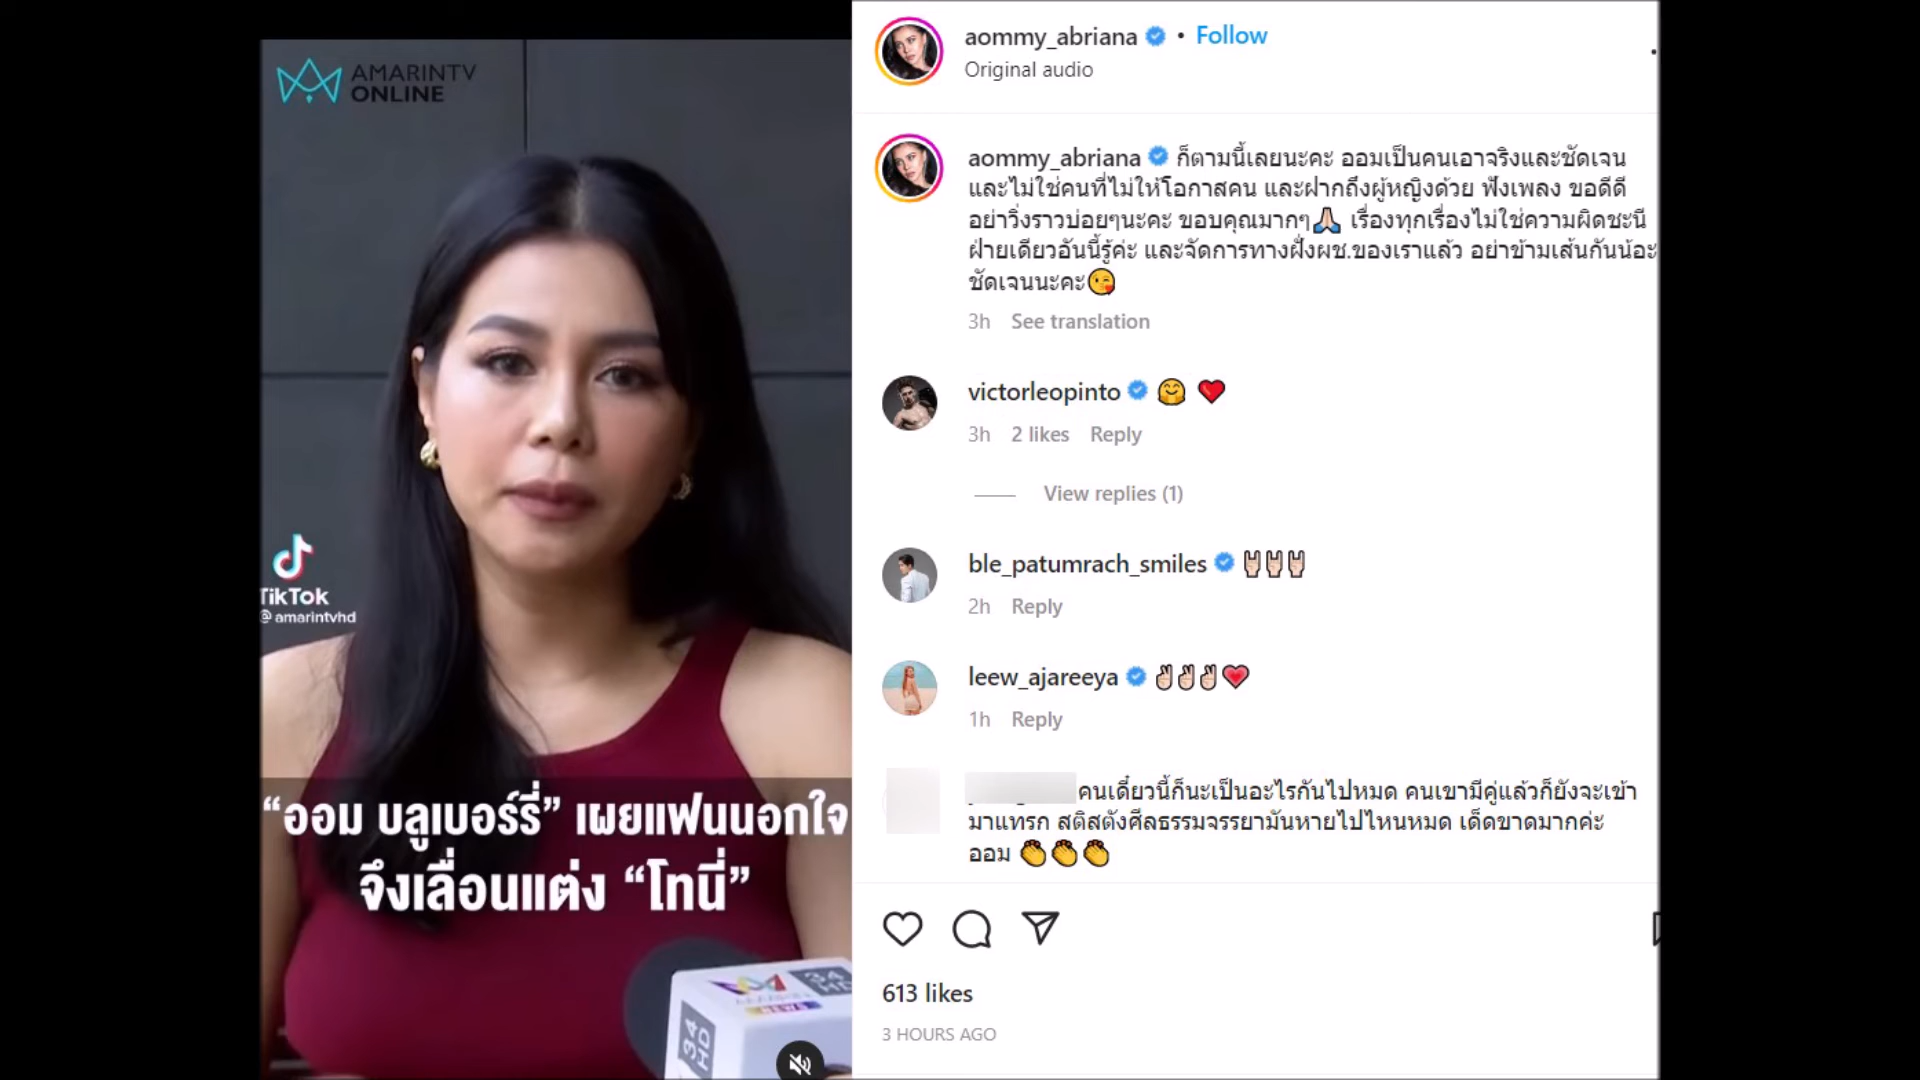 AMARINTV
ONLINE
TikTok
@amarintvhd
“ออม บลูเบอร์รี่” เผยแฟนนอกใจ
จึงเลื่อนแต่ง “โทนี่”
34
HD
NEWS
34
HD
aommy_abriana • Follow
Original audio
aommy_abriana ก็ตามนี้เลยนะคะ ออมเป็นคนเอาจริงและชัดเจน
และไม่ใช่คนที่ไม่ให้โอกาสคน และฝากถึงผู้หญิงด้วย ฟังเพลง ขอดีดี
อย่าวิ่งราวบ่อยๆนะคะ ขอบคุณมากๆ🙏🏻 เรื่องทุกเรื่องไม่ใช่ความผิดชะนี
ฝ่ายเดียวอันนี้รู้ค่ะ และจัดการทางฝั่งผช.ของเราแล้ว อย่าข้ามเส้นกันน้อะ
ชัดเจนนะคะ😘
3h See translation
victorleopinto 🤗 ❤️
3h 2 likes Reply
View replies (1)
ble_patumrach_smiles 🤘🏻🤘🏻🤘🏻
2h Reply
leew_ajareeya ✌🏻✌🏻✌🏻💗
1h Reply
คนเดี๋ยวนี้ก็นะเป็นอะไรกันไปหมด คนเขามีคู่แล้วก็ยังจะเข้า
มาแทรก สติสตังศีลธรรมจรรยามันหายไปไหนหมด เด็ดขาดมากค่ะ
ออม 👏👏👏
613 likes
3 HOURS AGO